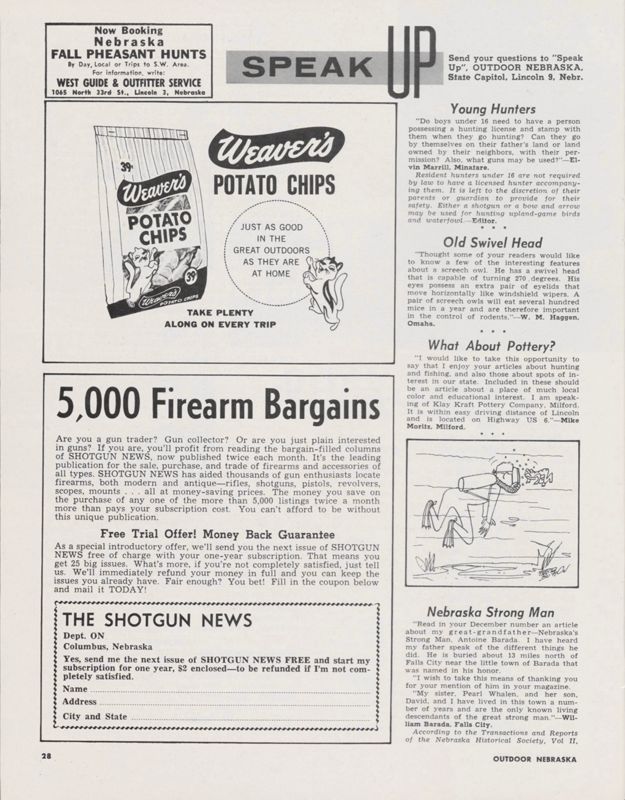 Now Booking
Nebraska
FALL PHEASANT HUNTS
By Day, Local or Trips to S.W. Area.
For information, write:
WEST GUIDE & OUTFITTER SERVICE
1065 North 33rd St., Lincoln 3, Nebraska
SPEAK UP
Send your questions to "Speak
Up", OUTDOOR NEBRASKA,
State Capitol, Lincoln 9, Nebr.
39¢
Weaver's
POTATO
CHIPS
39¢
Weaver's
POTATO CHIPS
Weaver's
POTATO CHIPS
JUST AS GOOD
IN THE
GREAT OUTDOORS
AS THEY ARE
AT HOME
TAKE PLENTY
ALONG ON EVERY TRIP
5,000 Firearm Bargains
Are you a gun trader? Gun collector? Or are you just plain interested
in guns? If you are, you'll profit from reading the bargain-filled columns
of SHOTGUN NEWS, now published twice each month. It's the leading
publication for the sale, purchase, and trade of firearms and accessories of
all types. SHOTGUN NEWS has aided thousands of gun enthusiasts locate
firearms, both modern and antique—rifles, shotguns, pistols, revolvers,
scopes, mounts . . . all at money-saving prices. The money you save on
the purchase of any one of the more than 5,000 listings twice a month
more than pays your subscription cost. You can't afford to be without
this unique publication.
Free Trial Offer! Money Back Guarantee
As a special introductory offer, we'll send you the next issue of SHOTGUN
NEWS free of charge with your one-year subscription. That means you
get 25 big issues. What's more, if you're not completely satisfied, just tell
us. We'll immediately refund your money in full and you can keep the
issues you already have. Fair enough? You bet! Fill in the coupon below
and mail it TODAY!
THE SHOTGUN NEWS
Dept. ON
Columbus, Nebraska
Yes, send me the next issue of SHOTGUN NEWS FREE and start my
subscription for one year, $2 enclosed—to be refunded if I'm not com-
pletely satisfied.
Name
Address
City and State
Young Hunters
"Do boys under 16 need to have a person
possessing a hunting license and stamp with
them when they go hunting? Can they go
by themselves on their father's land or land
owned by their neighbors, with their per-
mission? Also, what guns may be used?"—El-
vin Marrill, Minatare.
Resident hunters under 16 are not required
by law to have a licensed hunter accompany-
ing them. It is left to the discretion of their
parents or guardian to provide for their
safety. Either a shotgun or a bow and arrow
may be used for hunting upland-game birds
and waterfowl.—Editor.
* * *
Old Swivel Head
"Thought some of your readers would like
to know a few of the interesting features
about a screech owl. He has a swivel head
that is capable of turning 270 degrees. His
eyes possess an extra pair of eyelids that
move horizontally like windshield wipers. A
pair of screech owls will eat several hundred
mice in a year and are therefore important
in the control of rodents."—W. M. Haggen,
Omaha.
* * *
What About Pottery?
"I would like to take this opportunity to
say that I enjoy your articles about hunting
and fishing, and also those about spots of in-
terest in our state. Included in these should
be an article about a place of much local
color and educational interest. I am speak-
ing of Klay Kraft Pottery Company, Milford.
It is within easy driving distance of Lincoln
and is located on Highway US 6."—Mike
Moritz, Milford.
* * *
Nebraska Strong Man
"Read in your December number an article
about my great-grandfather—Nebraska's
Strong Man, Antoine Barada. I have heard
my father speak of the different things he
did. He is buried about 13 miles north of
Falls City near the little town of Barada that
was named in his honor.
"I wish to take this means of thanking you
for your mention of him in your magazine.
"My sister, Pearl Whalen, and her son,
David, and I have lived in this town a num-
ber of years and are the only known living
descendants of the great strong man."—Wil-
liam Barada, Falls City.
According to the Transactions and Reports
of the Nebraska Historical Society, Vol II,
28
OUTDOOR NEBRASKA